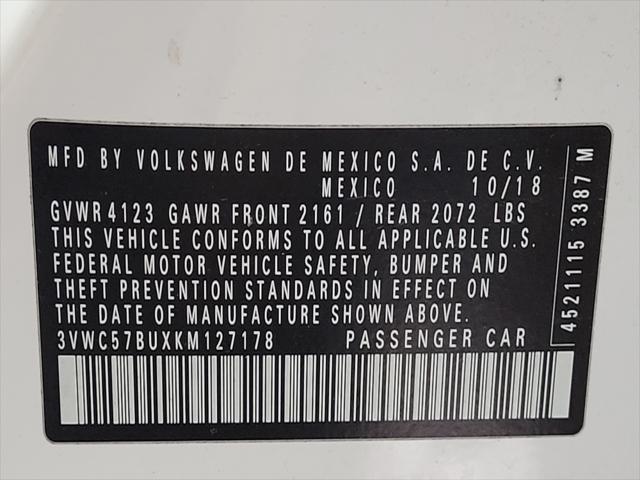 MFD BY VOLKSWAGEN DE MEXICO S.A. DE C.V.
MEXICO 10/18
GVWR 4123 GAWR FRONT 2161 / REAR 2072 LBS
THIS VEHICLE CONFORMS TO ALL APPLICABLE U.S.
FEDERAL MOTOR VEHICLE SAFETY, BUMPER AND
THEFT PREVENTION STANDARDS IN EFFECT ON
THE DATE OF MANUFACTURE SHOWN ABOVE.
3VWC57BUXKM127178 PASSENGER CAR
45211115 3387 M